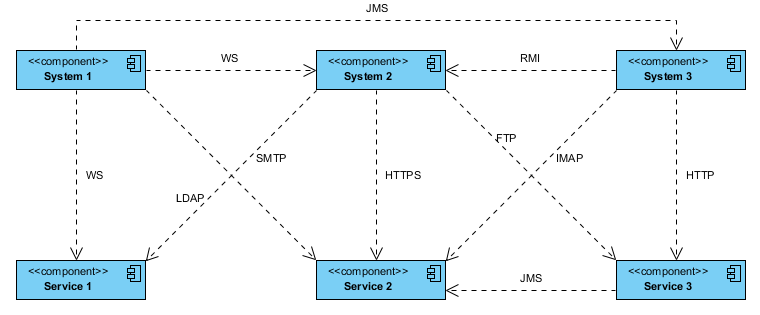 JMS
<<component>>
System 1
WS
<<component>>
System 2
RMI
<<component>>
System 3
FTP
SMTP
IMAP
WS
HTTPS
HTTP
LDAP
<<component>>
Service 1
<<component>>
Service 2
JMS
<<component>>
Service 3